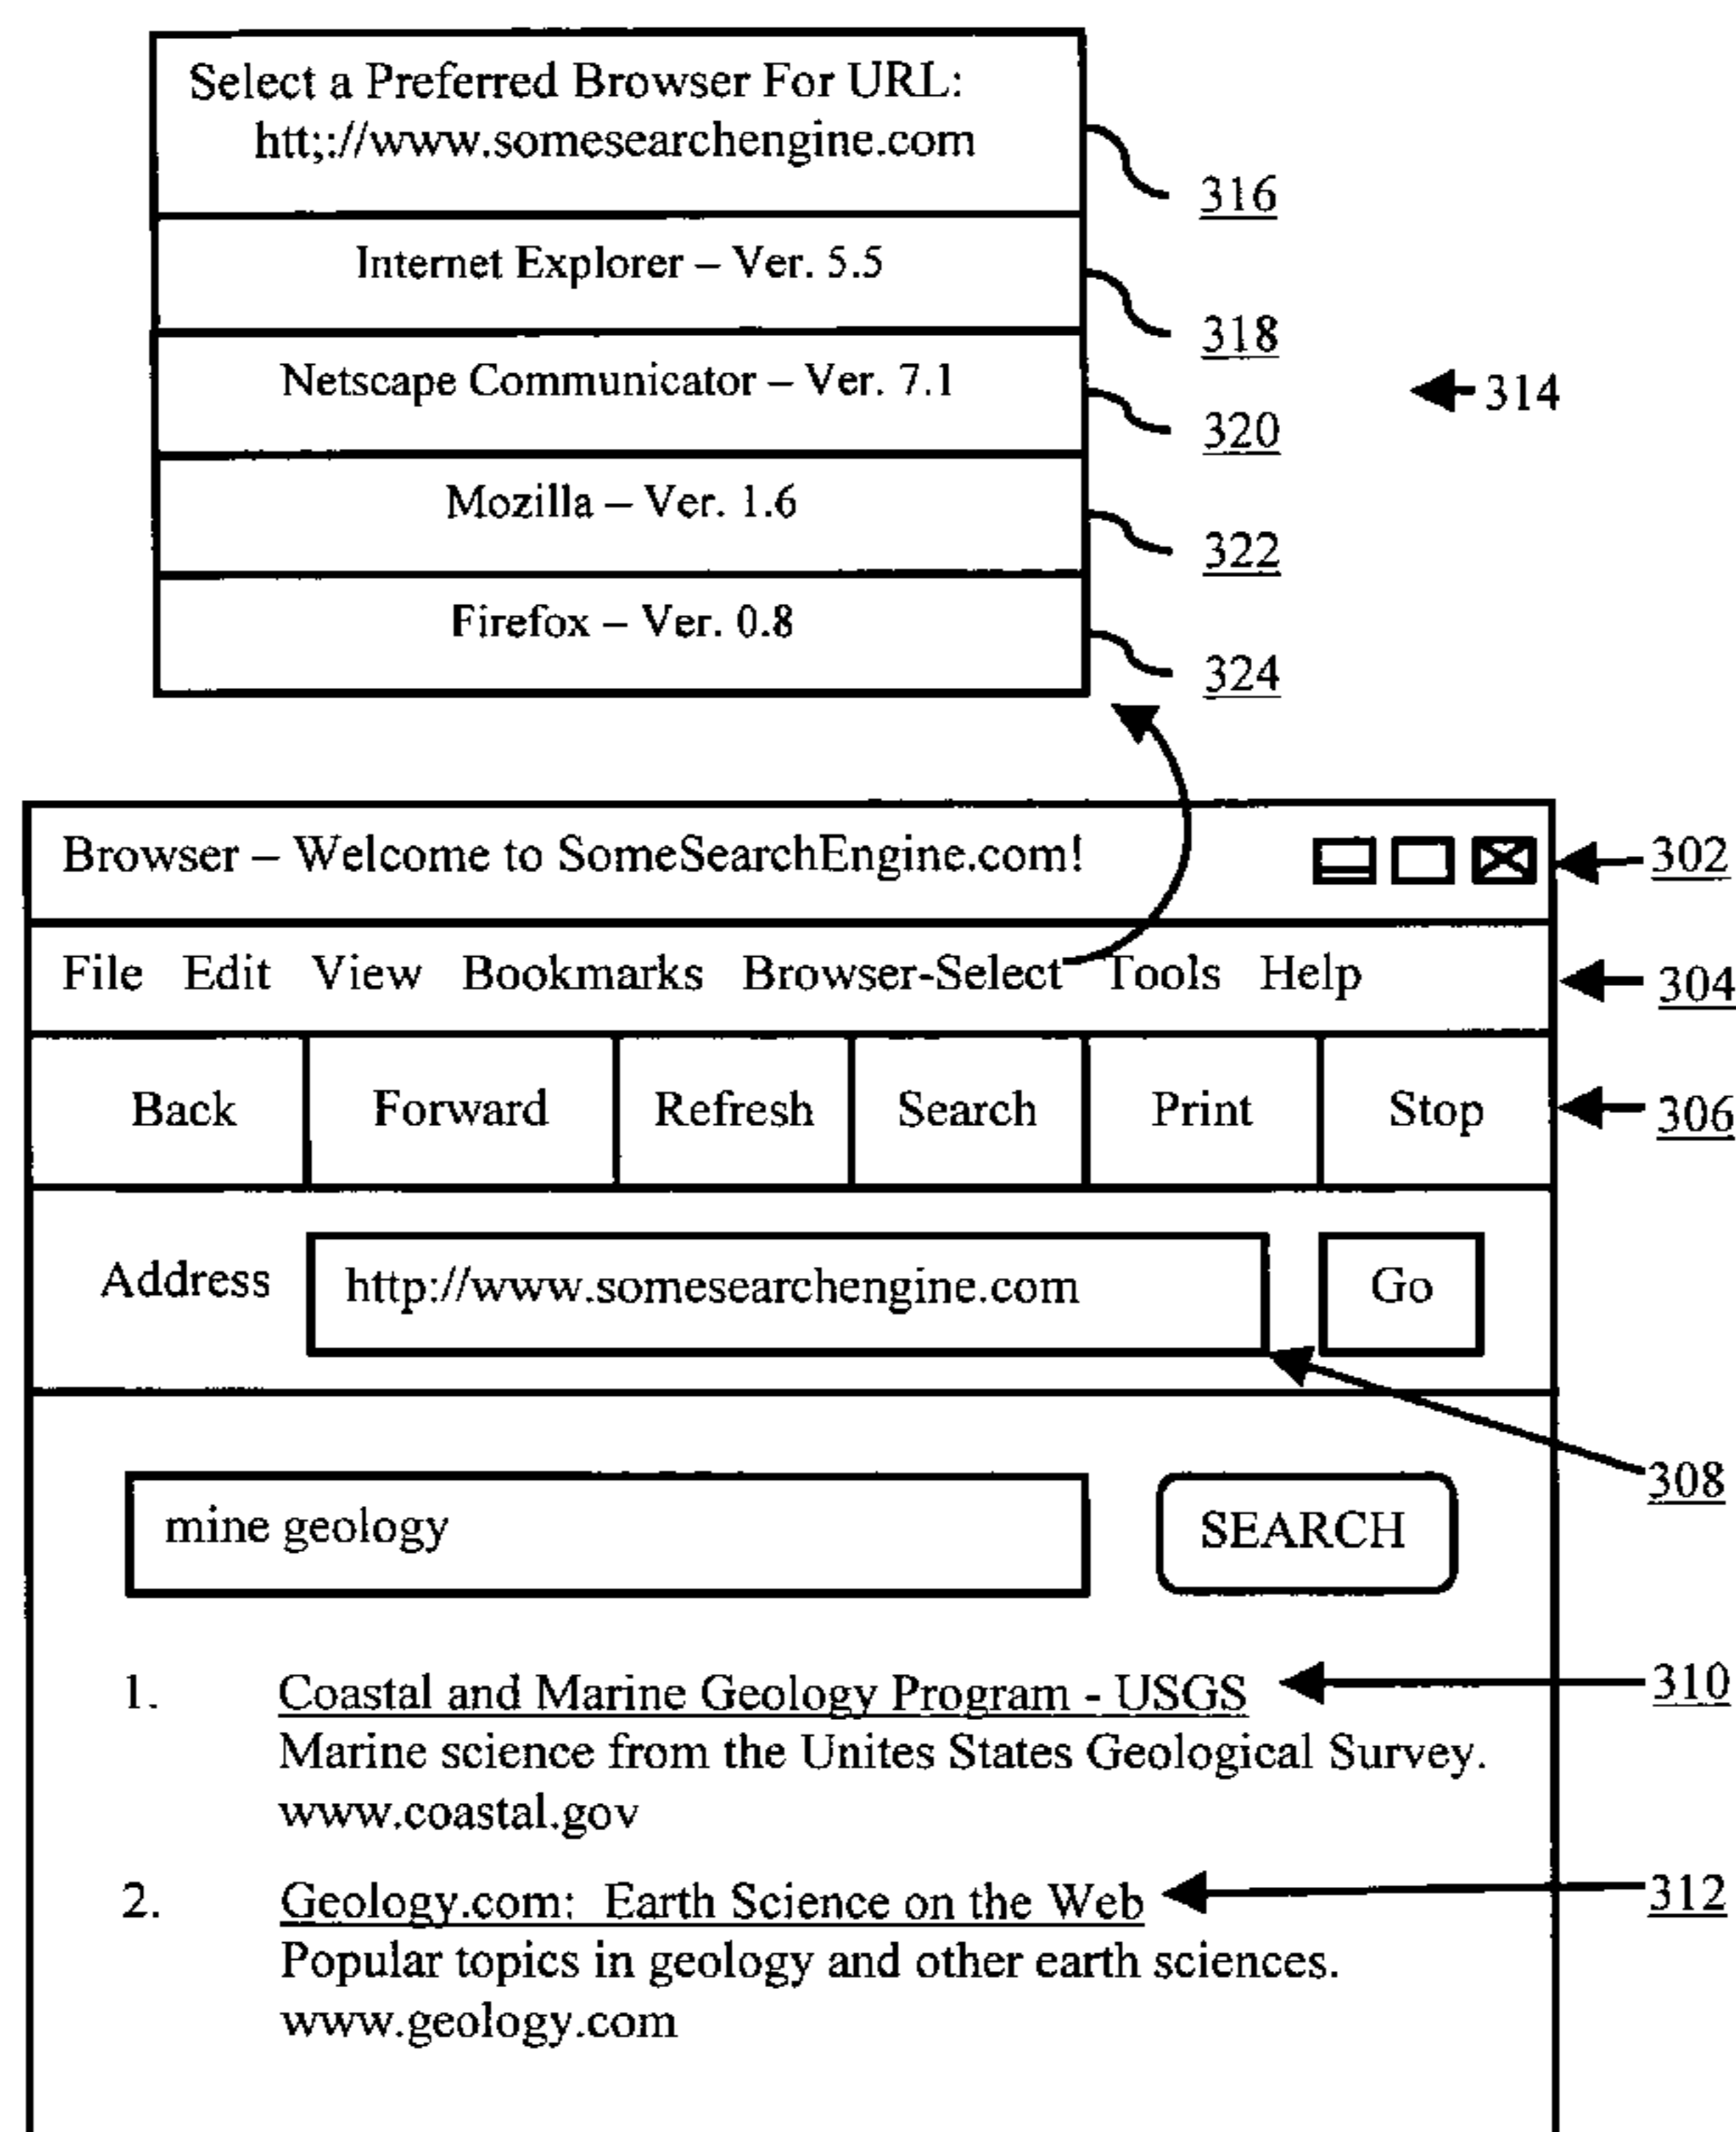 Select a Preferred Browser For URL:
htt;://www.somesearchengine.com
316
Internet Explorer – Ver. 5.5
318
Netscape Communicator – Ver. 7.1
314
320
Mozilla – Ver. 1.6
322
Firefox – Ver. 0.8
324
Browser – Welcome to SomeSearchEngine.com!
302
File Edit View Bookmarks Browser-Select Tools Help
304
Back Forward Refresh Search Print Stop
306
Address http://www.somesearchengine.com Go
308
mine geology SEARCH
1. Coastal and Marine Geology Program - USGS
310
Marine science from the Unites States Geological Survey.
www.coastal.gov
2. Geology.com: Earth Science on the Web
312
Popular topics in geology and other earth sciences.
www.geology.com